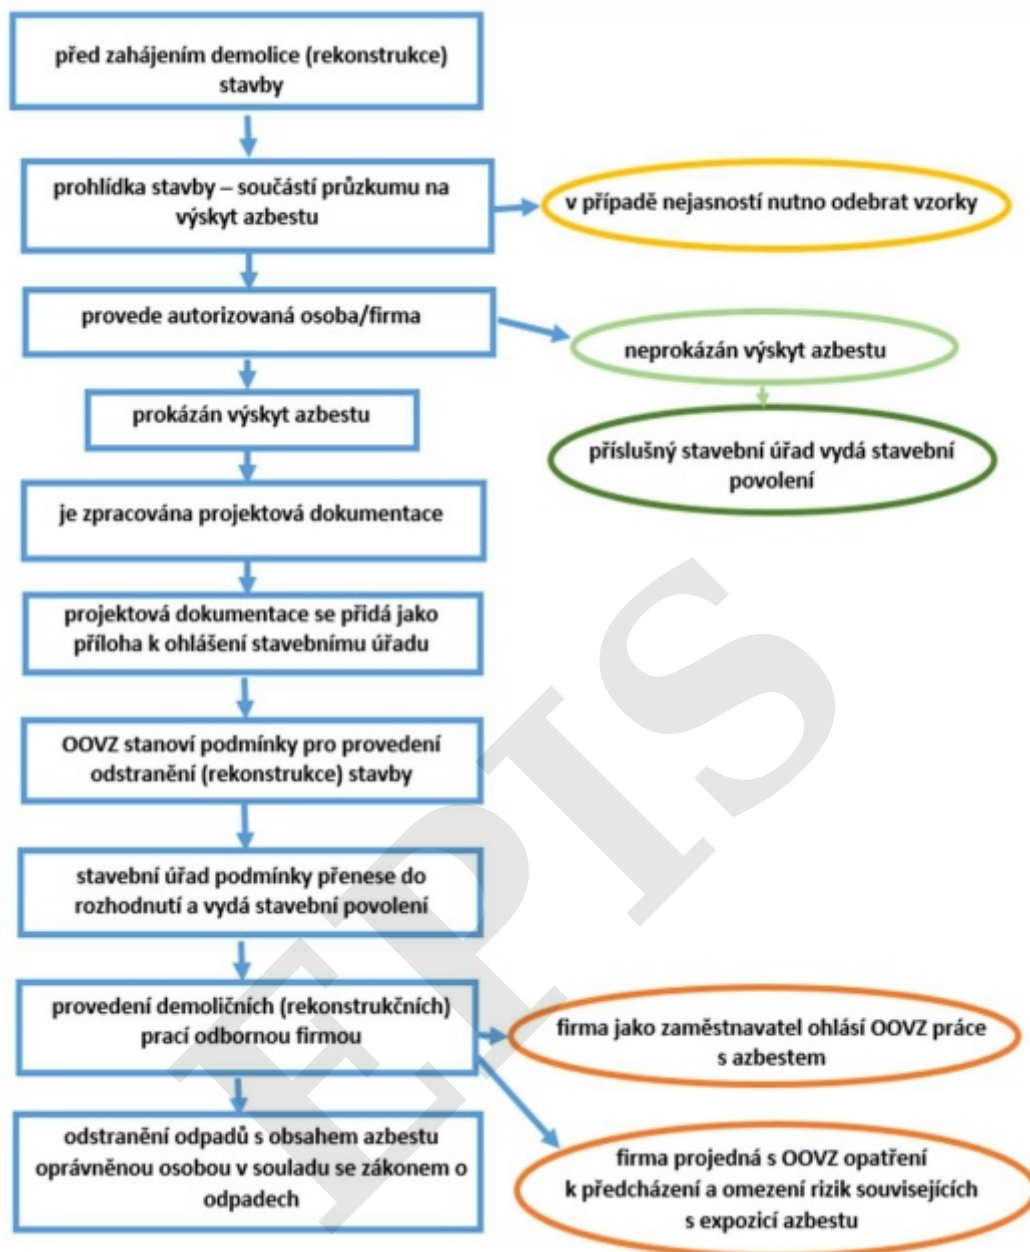 před zahájením demolice (rekonstrukce)
stavby
prohlídka stavby – součástí průzkumu na
výskyt azbestu
v případě nejasností nutno odebrat vzorky
provede autorizovaná osoba/firma
neprokázán výskyt azbestu
prokázán výskyt azbestu
příslušný stavební úřad vydá stavební
povolení
je zpracována projektová dokumentace
projektová dokumentace se přidá jako
příloha k ohlášení stavebnímu úřadu
OOVZ stanoví podmínky pro provedení
odstranění (rekonstrukce) stavby
stavební úřad podmínky přenese do
rozhodnutí a vydá stavební povolení
provedení demoličních (rekonstrukčních)
prací odbornou firmou
firma jako zaměstnavatel ohlásí OOVZ práce
s azbestem
odstranění odpadů s obsahem azbestu
oprávněnou osobou v souladu se zákonem o
odpadech
firma projedná s OOVZ opatření
k předcházení a omezení rizik souvisejících
s expozicí azbestu
EPIS